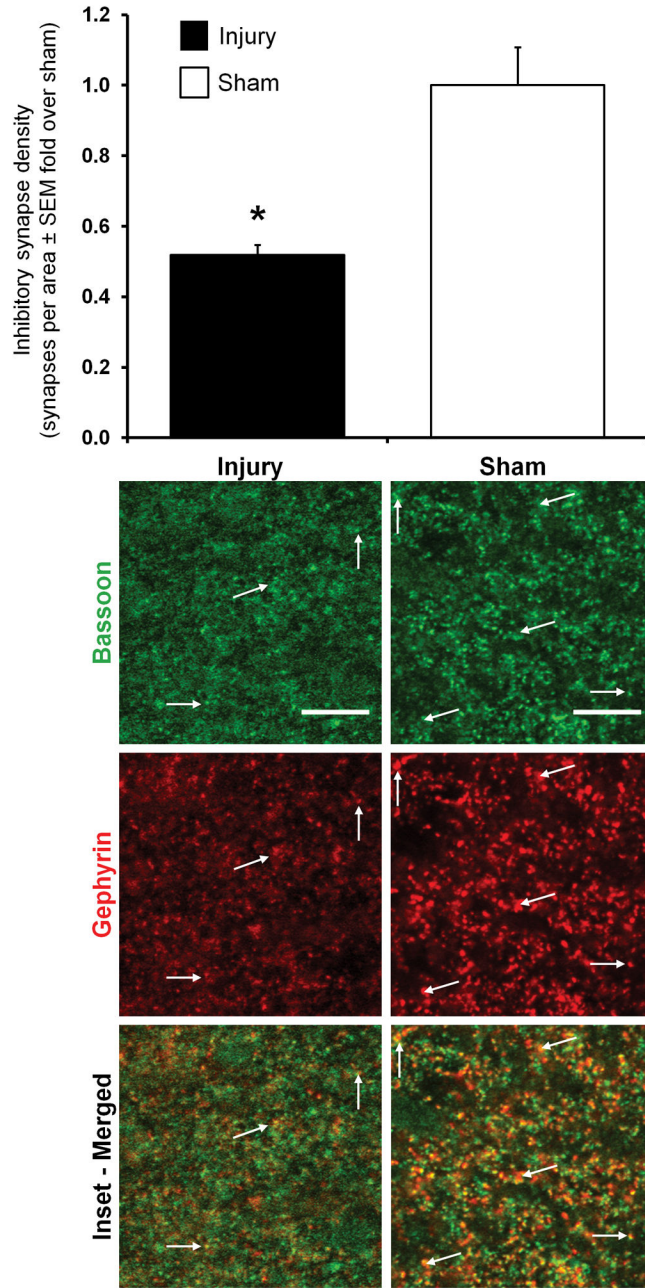 Inhibitory synapse density
(synapses per area ± SEM fold over sham)
1.2
1.0
0.8
0.6
0.4
0.2
0.0
Injury
Sham
*
Injury
Sham
Bassoon
Gephyrin
Inset - Merged